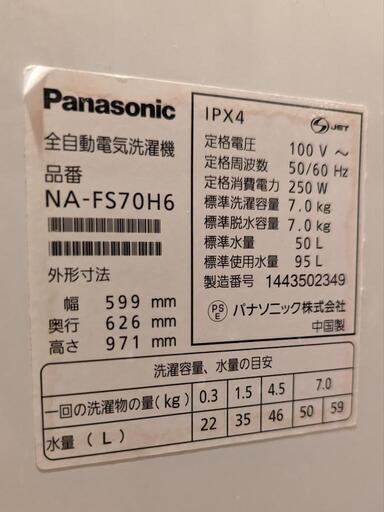 Panasonic
全自動電気洗濯機
品番
NA-FS70H6
外形寸法
幅 599 mm
奥行 626 mm
高さ 971 mm
IPX4
S JET
定格電圧 100 V ～
定格周波数 50/60 Hz
定格消費電力 250 W
標準洗濯容量 7.0 kg
標準脱水容量 7.0 kg
標準水量 50 L
標準使用水量 95 L
製造番号 1443502349
PSE パナソニック株式会社
中国製
洗濯容量、水量の目安
一回の洗濯物の量(kg) 0.3 1.5 4.5 7.0
水量(L) 22 35 46 50 59